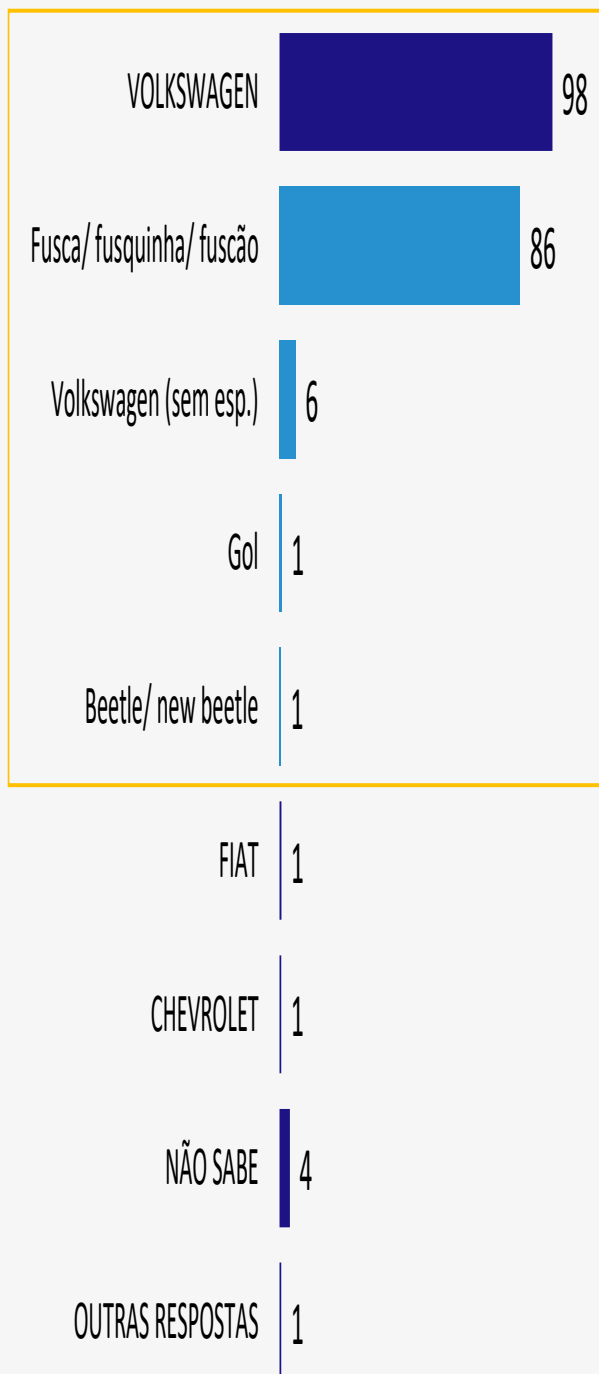 VOLKSWAGEN 98
Fusca/ fusquinha/ fuscão 86
Volkswagen (sem esp.) 6
Gol 1
Beetle/ new beetle 1
FIAT 1
CHEVROLET 1
NÃO SABE 4
OUTRAS RESPOSTAS 1